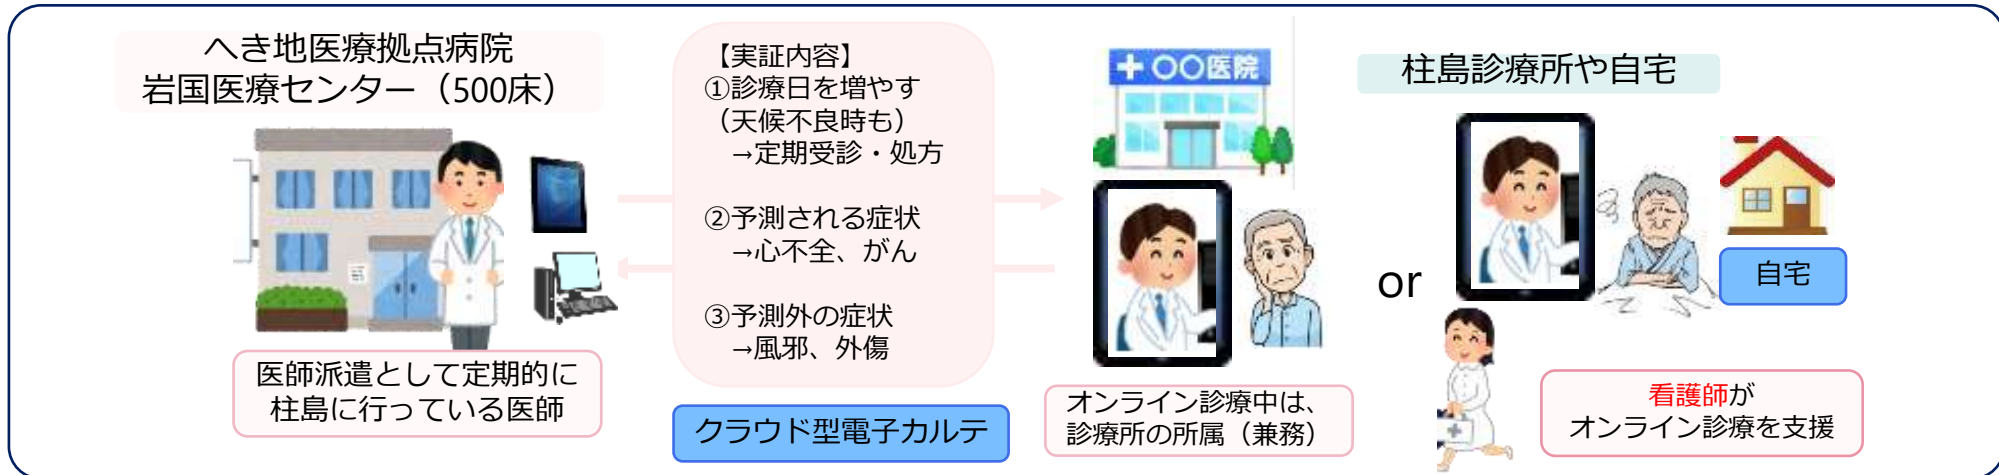 へき地医療拠点病院
岩国医療センター（500床）
医師派遣として定期的に
柱島に行っている医師
【実証内容】
①診療日を増やす
（天候不良時も）
→定期受診・処方
②予測される症状
→心不全、がん
③予測外の症状
→風邪、外傷
クラウド型電子カルテ
＋〇〇医院
オンライン診療中は、
診療所の所属（兼務）
or
柱島診療所や自宅
自宅
看護師が
オンライン診療を支援